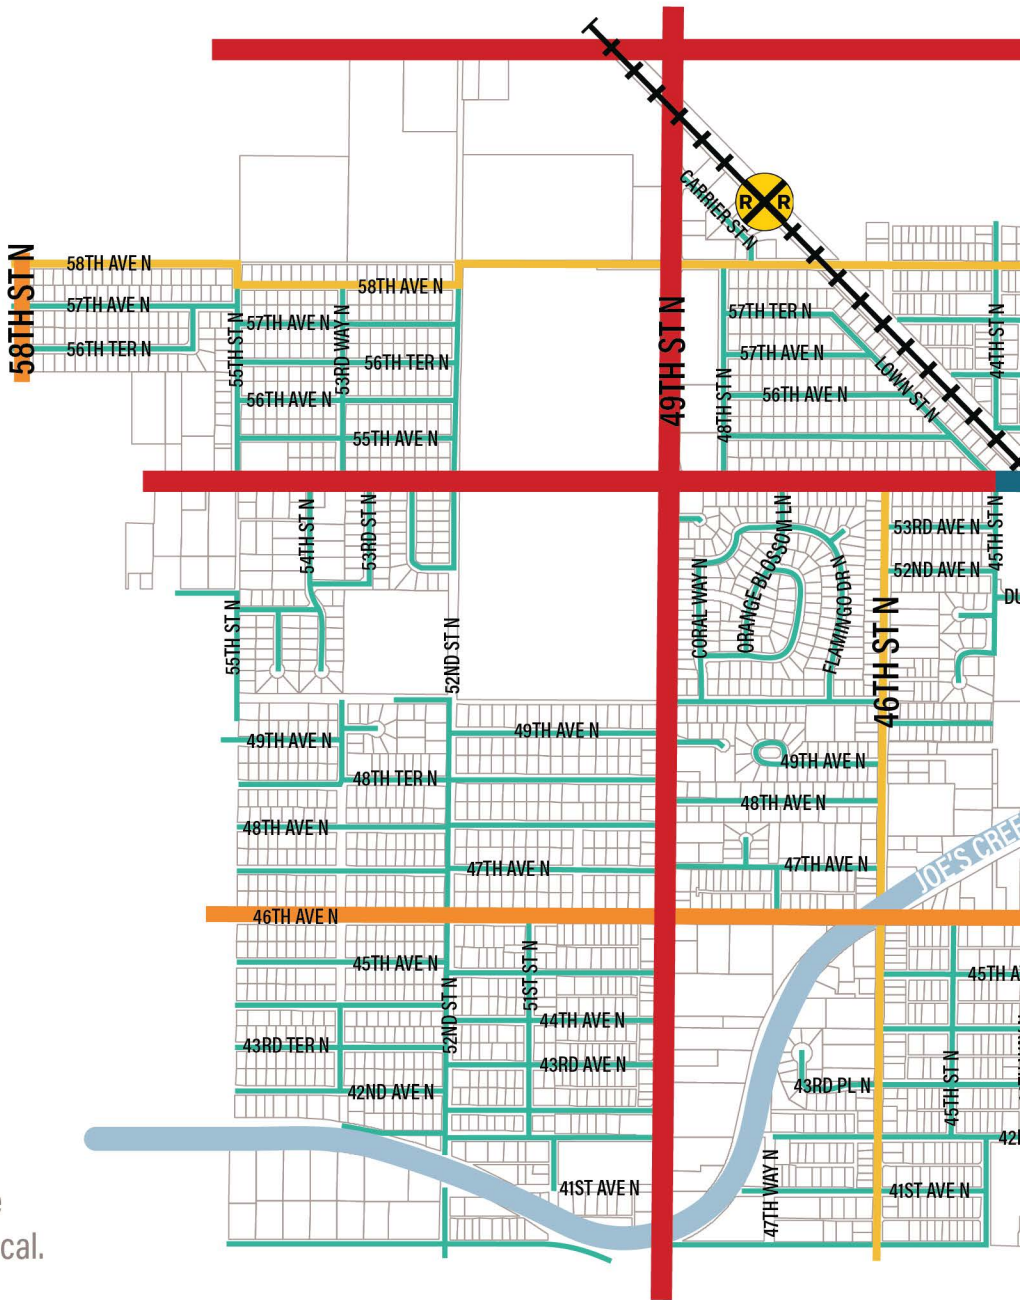 CARRIER ST N
R R
58TH ST N
58TH AVE N
57TH AVE N
56TH TER N
55TH ST N
58TH AVE N
57TH AVE N
53RD WAY N
56TH TER N
56TH AVE N
55TH AVE N
49TH ST N
48TH ST N
57TH TER N
57TH AVE N
56TH AVE N
LOWN ST N
44TH ST N
54TH ST N
53RD ST N
55TH ST N
52ND ST N
CORAL WAY N
ORANGE BLOSSOM LN
FLAMINGO DR N
46TH ST N
53RD AVE N
52ND AVE N
45TH ST N
DU
49TH AVE N
48TH TER N
49TH AVE N
48TH AVE N
47TH AVE N
49TH AVE N
48TH AVE N
47TH AVE N
JOE'S CREE
46TH AVE N
45TH AVE N
52ND ST N
51ST ST N
44TH AVE N
43RD TER N
43RD AVE N
42ND AVE N
45TH A
43RD PL N
45TH ST N
42N
41ST AVE N
47TH WAY N
41ST AVE N
cal.